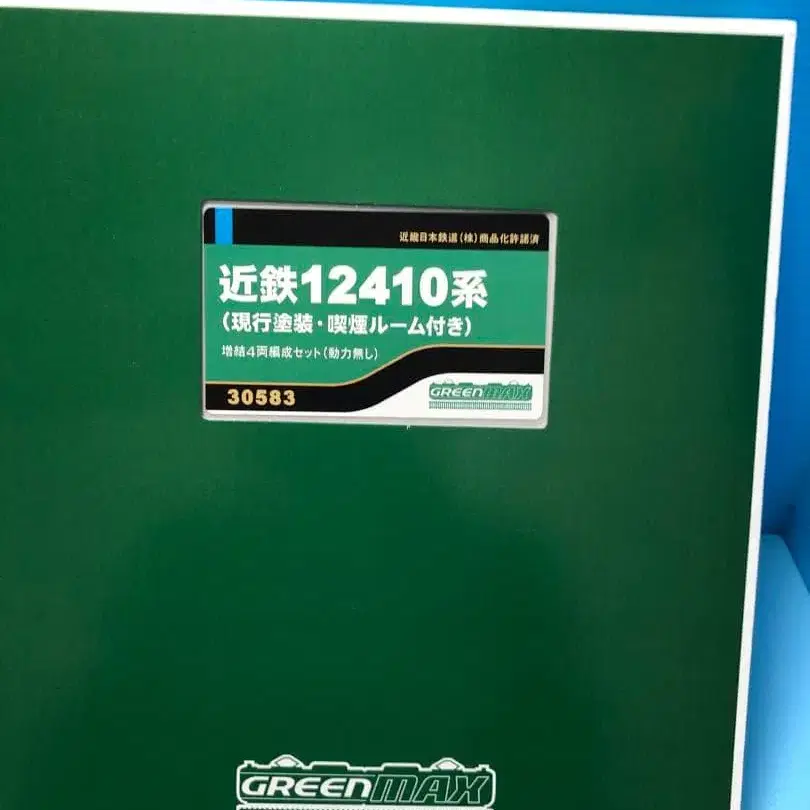 近畿日本鉄道(株)商品化許諾済
近鉄12410系
(現行塗装・喫煙ルーム付き)
増結4両編成セット(動力無し)
30583
GREENMAX
GREENMAX